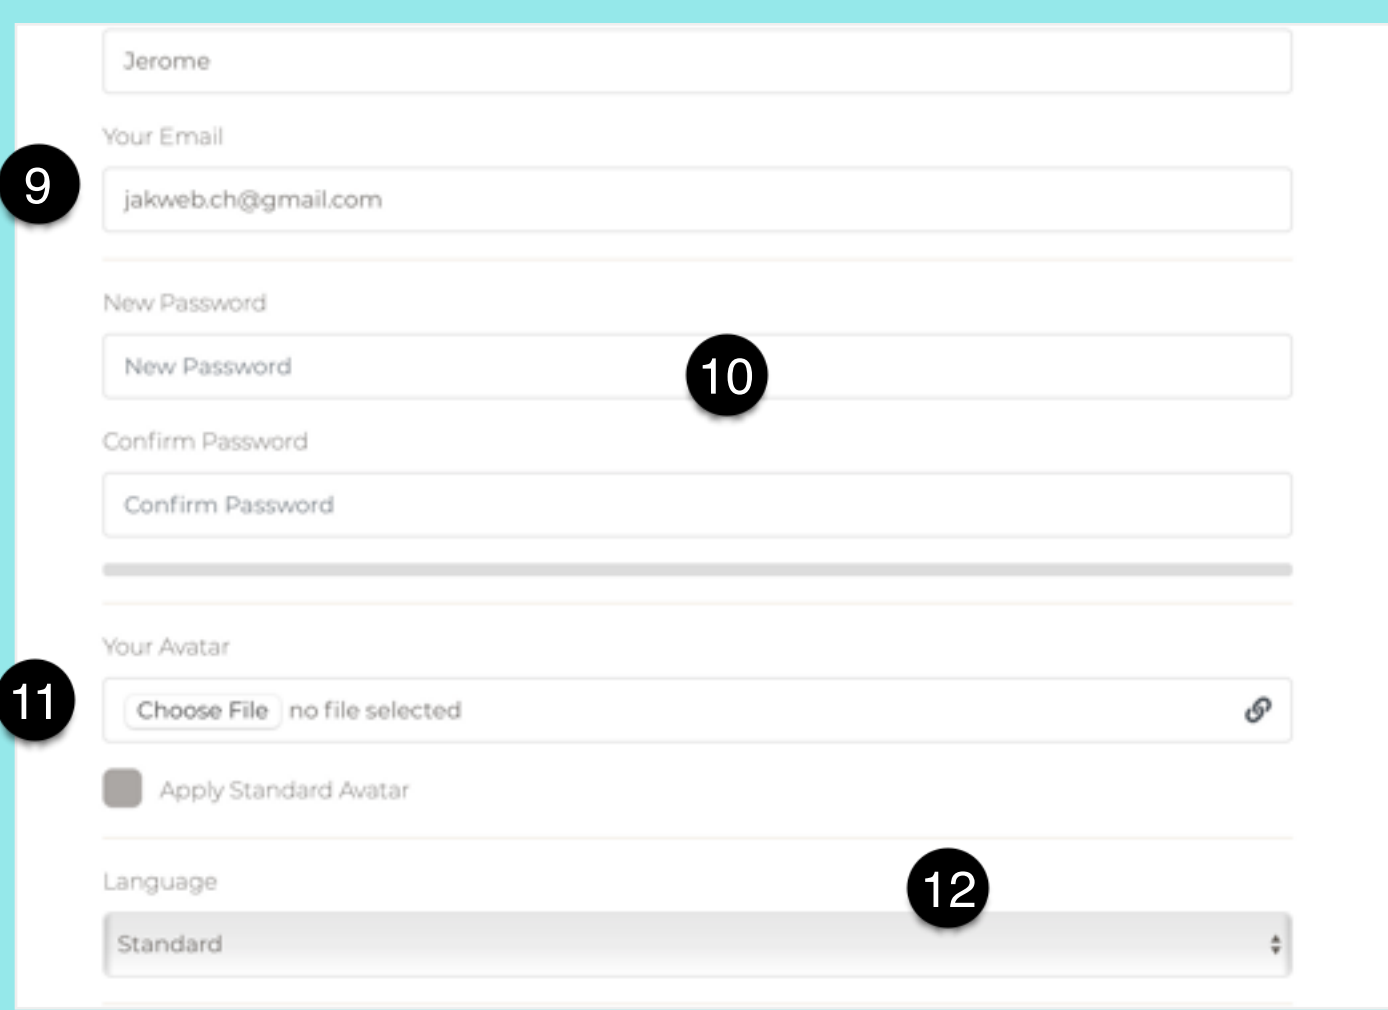 Jerome
Your Email
9
jakweb.ch@gmail.com
New Password
New Password
10
Confirm Password
Confirm Password
Your Avatar
11
Choose File no file selected
Apply Standard Avatar
Language
12
Standard